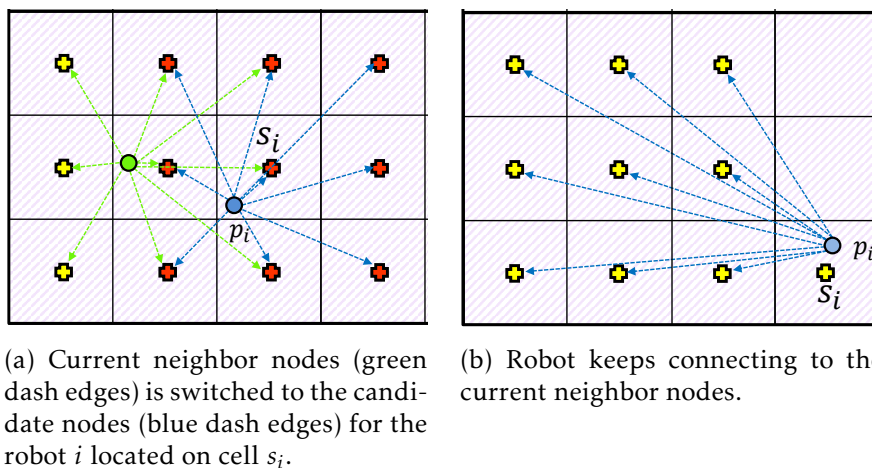 s_i
p_i
p_i
s_i
(a) Current neighbor nodes (green
dash edges) is switched to the candi-
date nodes (blue dash edges) for the
robot i located on cell s_i.
(b) Robot keeps connecting to the
current neighbor nodes.